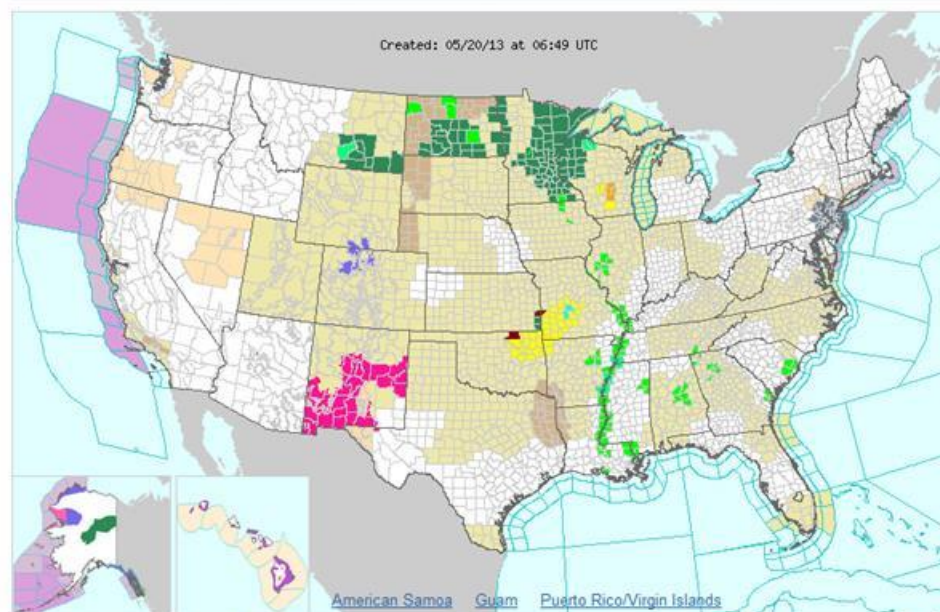 Created: 05/20/13 at 06:49 UTC
American Samoa Guam Puerto Rico/Virgin Islands